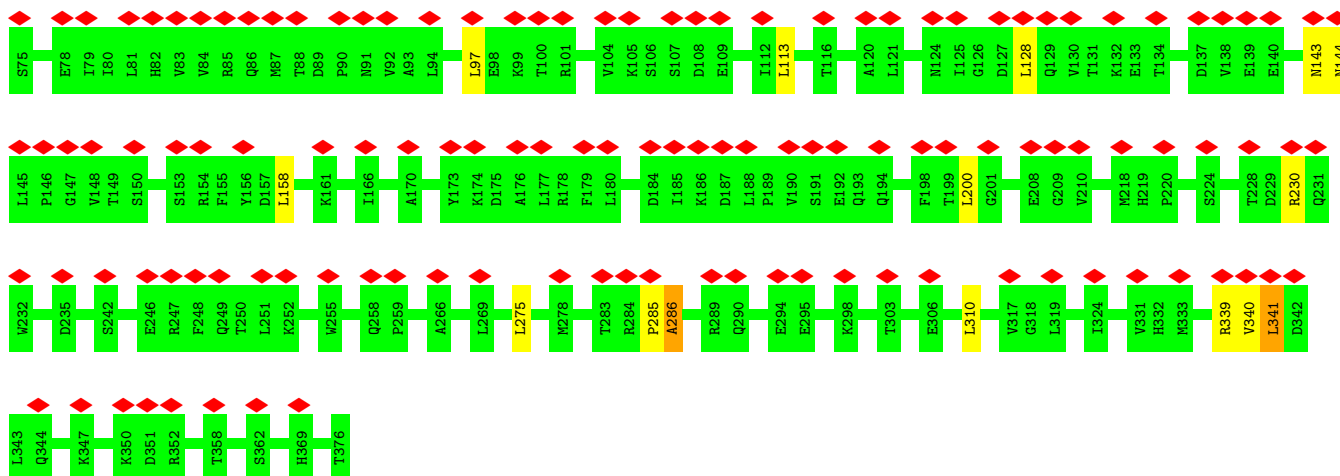 S75 E78 I79 I80 L81 H82 V83 V84 R85 Q86 M87 T88 D89 P90 N91 V92 A93 L94 L97 E98 K99 T100 R101 V104 K105 S106 S107 D108 E109 I112 L113 T116 A120 L121 N124 I125 G126 D127 L128 Q129 V130 T131 K132 E133 T134 D137 V138 E139 E140 N143 N144
L145 P146 G147 V148 T149 S150 S153 R154 F155 Y156 D157 L158 K161 I166 A170 Y173 K174 D175 A176 L177 R178 F179 L180 D184 I185 K186 D187 L188 P189 V190 S191 E192 Q193 Q194 F198 T199 L200 G201 E208 G209 V210 M218 H219 P220 S224 T228 D229 R230 Q231
W232 D235 S242 E246 R247 F248 Q249 T250 L251 K252 W255 Q258 P259 A266 L269 L275 M278 T283 R284 P285 A286 R289 Q290 E294 E295 K298 T303 E306 L310 V317 G318 L319 I324 V331 H332 M333 R339 V340 L341 D342
L343 Q344 K347 K350 D351 R352 T358 S362 H369 T376